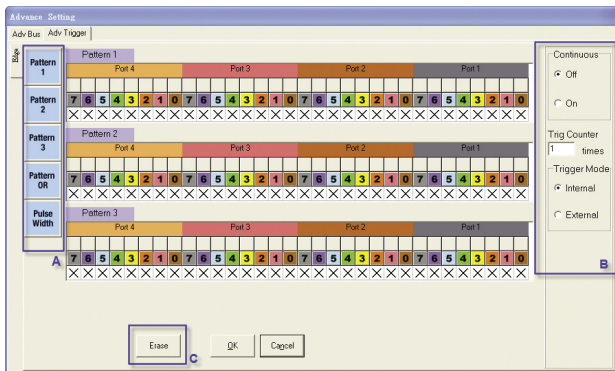 Advance Setting
Adv Bus Adv Trigger
Edge
Pattern 1
Pattern 2
Pattern 3
Pattern OR
Pulse Width
A
Pattern 1
Port 4 Port 3 Port 2 Port 1
7 6 5 4 3 2 1 0 7 6 5 4 3 2 1 0 7 6 5 4 3 2 1 0 7 6 5 4 3 2 1 0
X X X X X X X X X X X X X X X X X X X X X X X X X X X X X X X X
Pattern 2
Port 4 Port 3 Port 2 Port 1
7 6 5 4 3 2 1 0 7 6 5 4 3 2 1 0 7 6 5 4 3 2 1 0 7 6 5 4 3 2 1 0
X X X X X X X X X X X X X X X X X X X X X X X X X X X X X X X X
Pattern 3
Port 4 Port 3 Port 2 Port 1
7 6 5 4 3 2 1 0 7 6 5 4 3 2 1 0 7 6 5 4 3 2 1 0 7 6 5 4 3 2 1 0
X X X X X X X X X X X X X X X X X X X X X X X X X X X X X X X X
Continuous
Off
On
Trig Counter
1 times
Trigger Mode
Internal
External
B
Erase
C
OK
Cancel